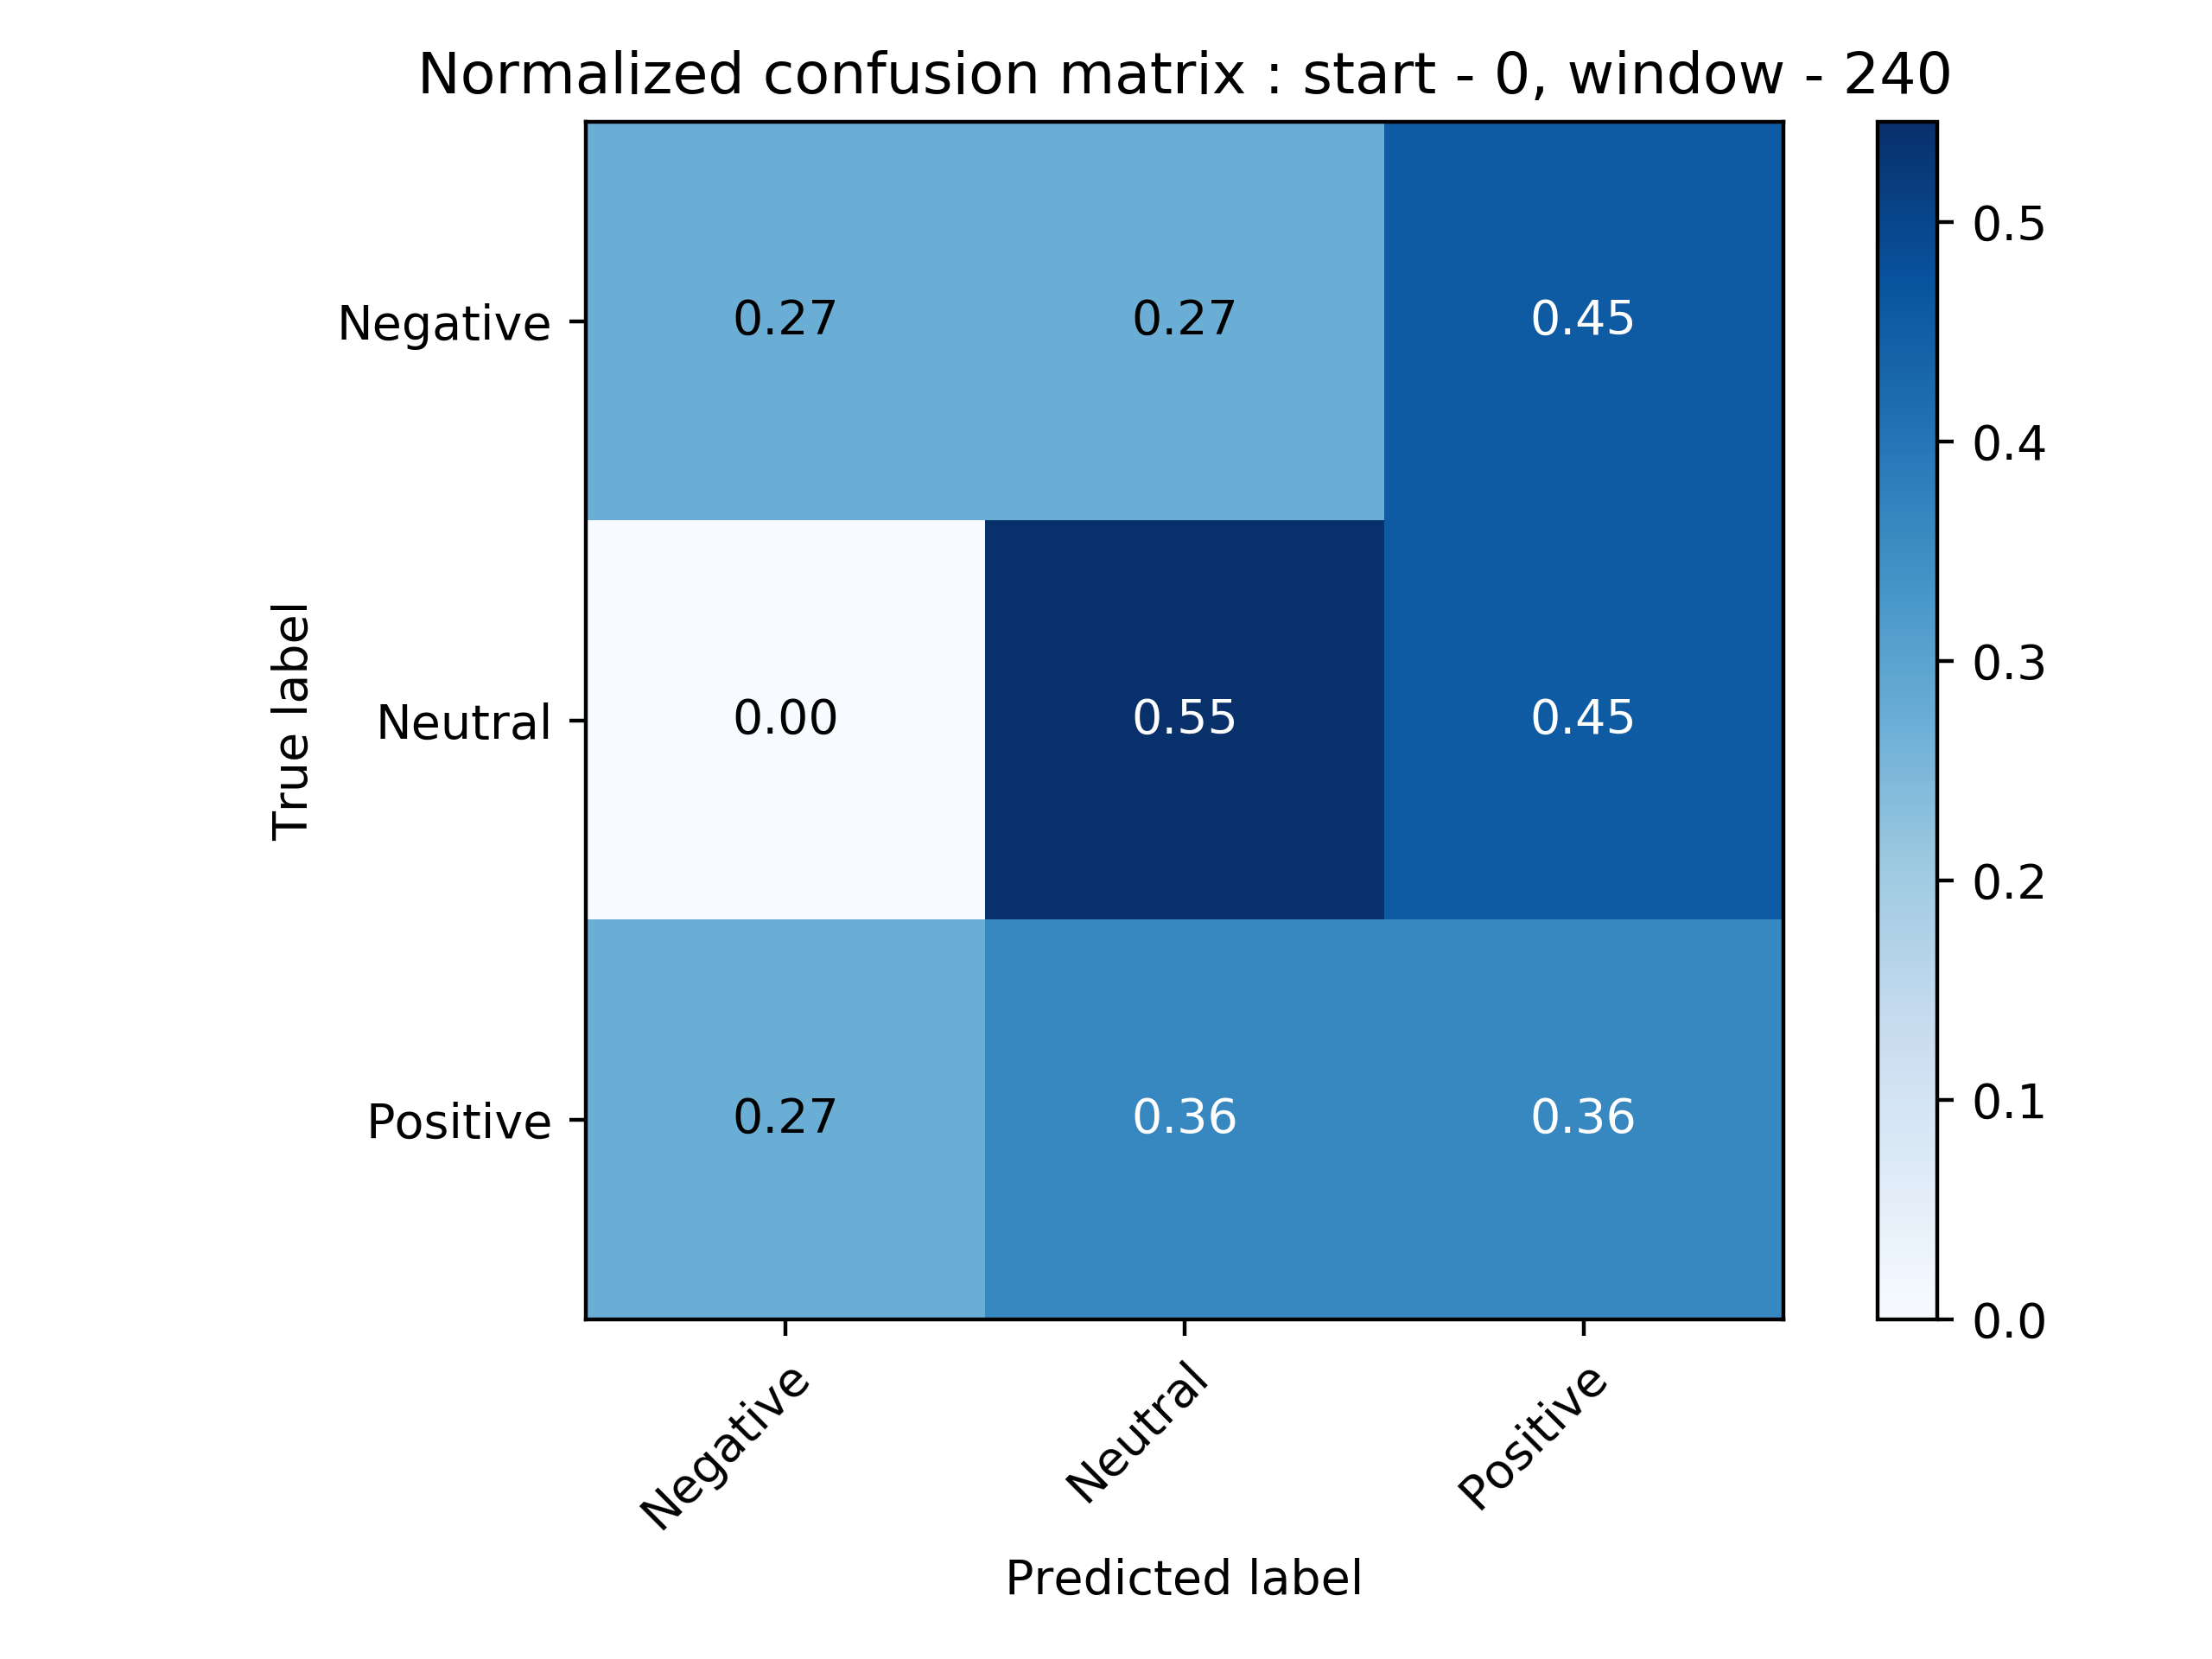 Normalized confusion matrix : start - 0, window - 240
True label
Negative
0.27 0.27 0.45
Neutral
0.00 0.55 0.45
Positive
0.27 0.36 0.36
Negative Neutral Positive
Predicted label
0.5
0.4
0.3
0.2
0.1
0.0